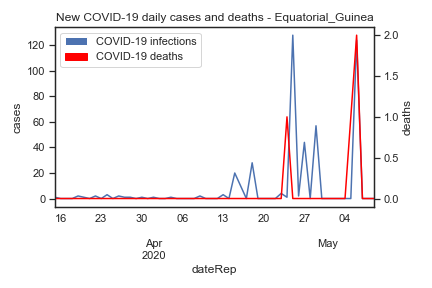 New COVID-19 daily cases and deaths - Equatorial_Guinea
COVID-19 infections
COVID-19 deaths
cases
120
100
80
60
40
20
0
deaths
2.0
1.5
1.0
0.5
0.0
16 23 30 06 13 20 27 04
Apr May
2020
dateRep